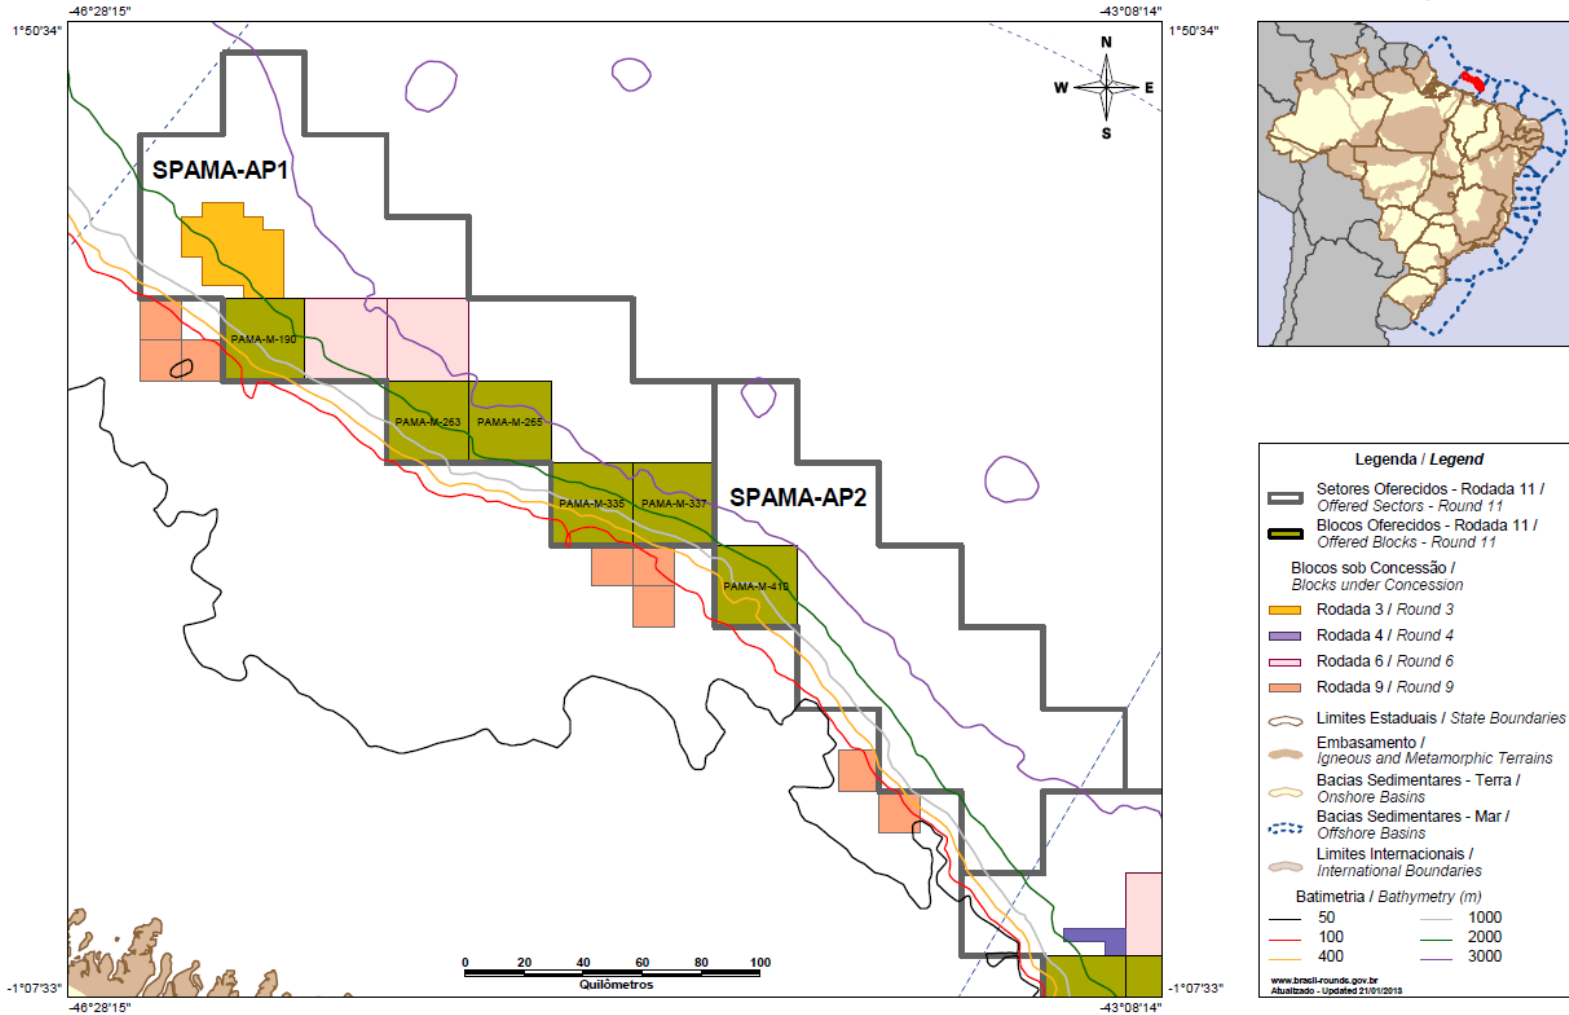 -46°28'15"
-43°08'14"
1°50'34"
1°50'34"
N
W
E
S
SPAMA-AP1
PAMA-M-190
PAMA-M-263
PAMA-M-265
PAMA-M-335
PAMA-M-337
SPAMA-AP2
PAMA-M-410
0 20 40 60 80 100
Quilômetros
-1°07'33"
-1°07'33"
-46°28'15"
-43°08'14"
Legenda / Legend
Setores Oferecidos - Rodada 11 /
Offered Sectors - Round 11
Blocos Oferecidos - Rodada 11 /
Offered Blocks - Round 11
Blocos sob Concessão /
Blocks under Concession
Rodada 3 / Round 3
Rodada 4 / Round 4
Rodada 6 / Round 6
Rodada 9 / Round 9
Limites Estaduais / State Boundaries
Embasamento /
Igneous and Metamorphic Terrains
Bacias Sedimentares - Terra /
Onshore Basins
Bacias Sedimentares - Mar /
Offshore Basins
Limites Internacionais /
International Boundaries
Batimetria / Bathymetry (m)
50 1000
100 2000
400 3000
www.brasil-rounds.gov.br
Atualizado - Updated 21/01/2013